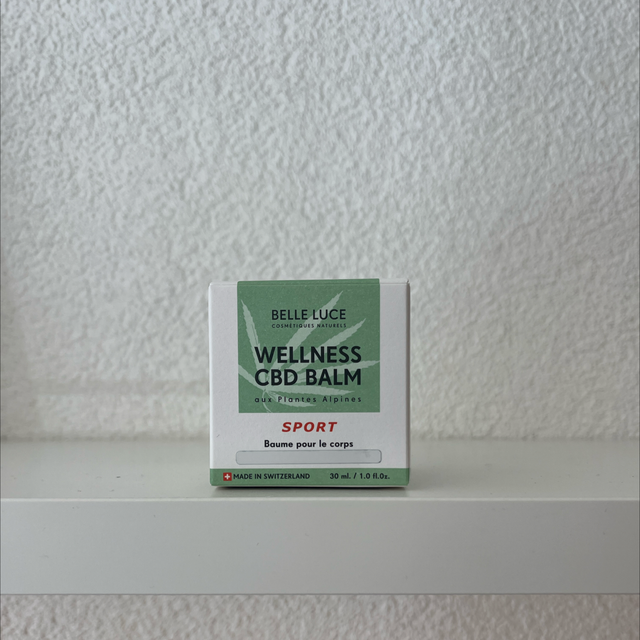 BELLE LUCE
COSMÉTIQUES NATURELS
WELLNESS
CBD BALM
aux Plantes Alpines
SPORT
Baume pour le corps
MADE IN SWITZERLAND 30 ml. / 1.0 fl.Oz.